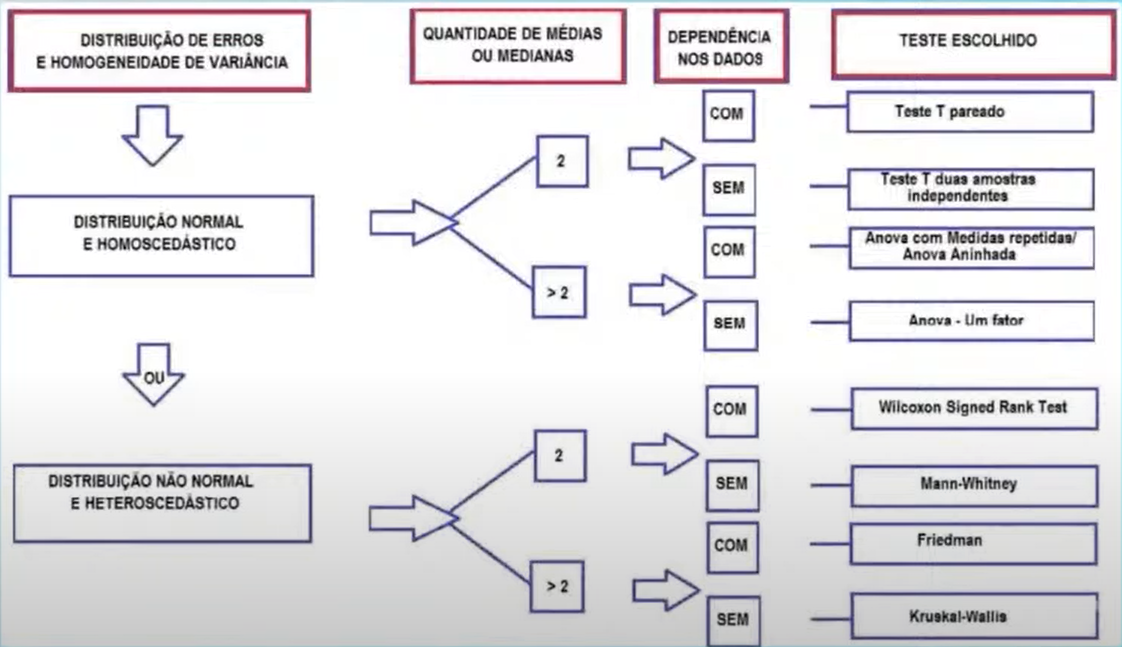 DISTRIBUIÇÃO DE ERROS
E HOMOGENEIDADE DE VARIÂNCIA
QUANTIDADE DE MÉDIAS
OU MEDIANAS
DEPENDÊNCIA
NOS DADOS
TESTE ESCOLHIDO
DISTRIBUIÇÃO NORMAL
E HOMOSCEDÁSTICO
2
COM
Teste T pareado
SEM
Teste T duas amostras
independentes
> 2
COM
Anova com Medidas repetidas/
Anova Aninhada
SEM
Anova - Um fator
OU
DISTRIBUIÇÃO NÃO NORMAL
E HETEROSCEDÁSTICO
2
COM
Wilcoxon Signed Rank Test
SEM
Mann-Whitney
> 2
COM
Friedman
SEM
Kruskal-Wallis